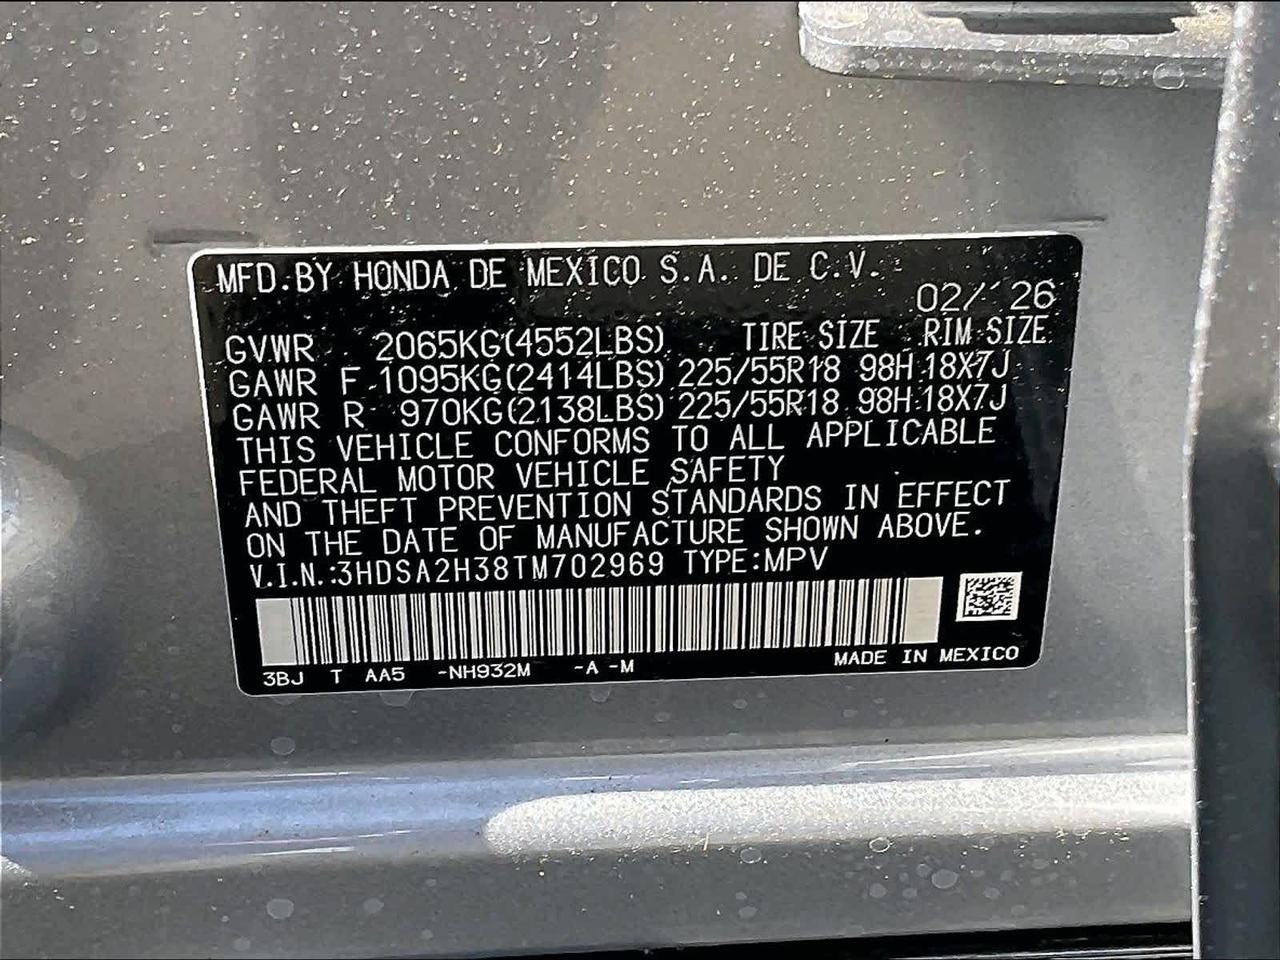 MFD.BY HONDA DE MEXICO S.A. DE C.V.
02/ 26
GVWR 2065KG(4552LBS) TIRE SIZE RIM SIZE
GAWR F 1095KG(2414LBS) 225/55R18 98H 18X7J
GAWR R 970KG(2138LBS) 225/55R18 98H 18X7J
THIS VEHICLE CONFORMS TO ALL APPLICABLE
FEDERAL MOTOR VEHICLE SAFETY
AND THEFT PREVENTION STANDARDS IN EFFECT
ON THE DATE OF MANUFACTURE SHOWN ABOVE.
V.I.N.:3HDSA2H38TM702969 TYPE:MPV
3BJ T AA5 -NH932M -A -M MADE IN MEXICO